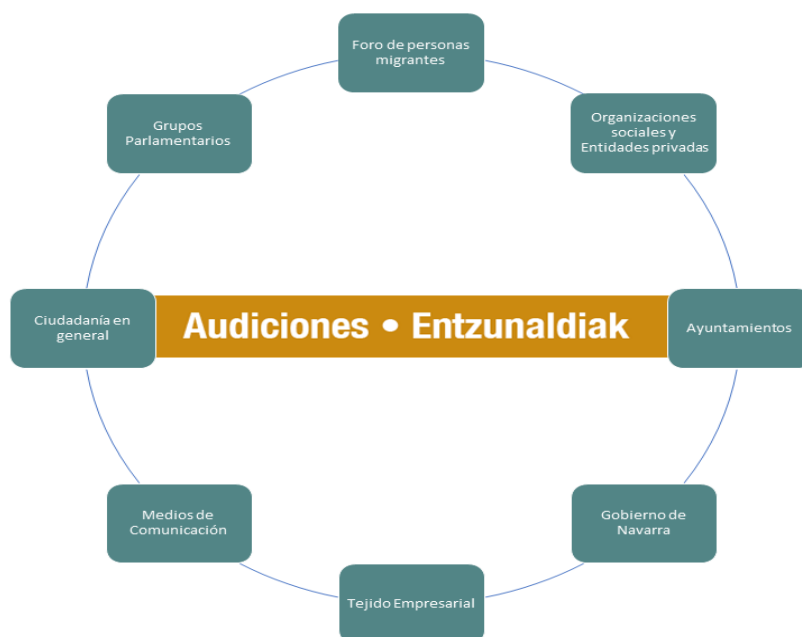 Foro de personas
migrantes
Grupos
Parlamentarios
Organizaciones
sociales y
Entidades privadas
Ciudadanía en
general
Audiciones • Entzunaldiak
Ayuntamientos
Medios de
Comunicación
Gobierno de
Navarra
Tejido Empresarial